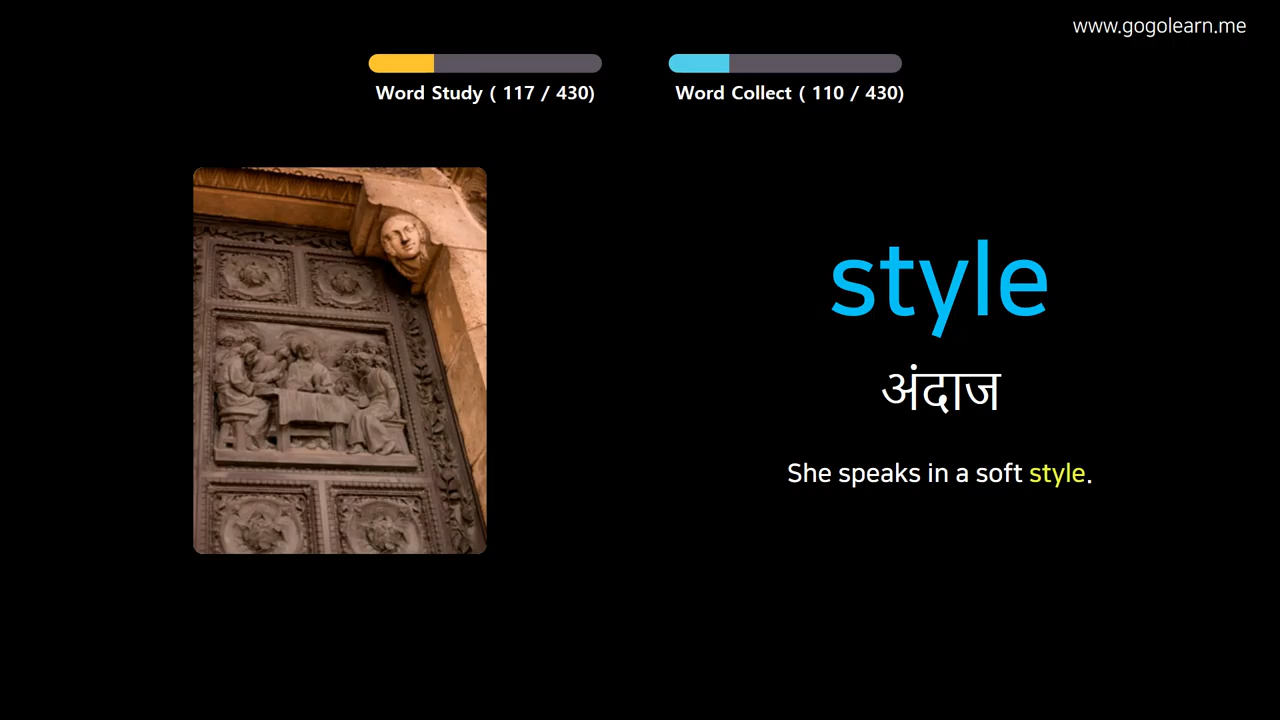 www.gogolearn.me
Word Study ( 117 / 430)
Word Collect ( 110 / 430)
style
अंदाज
She speaks in a soft style.